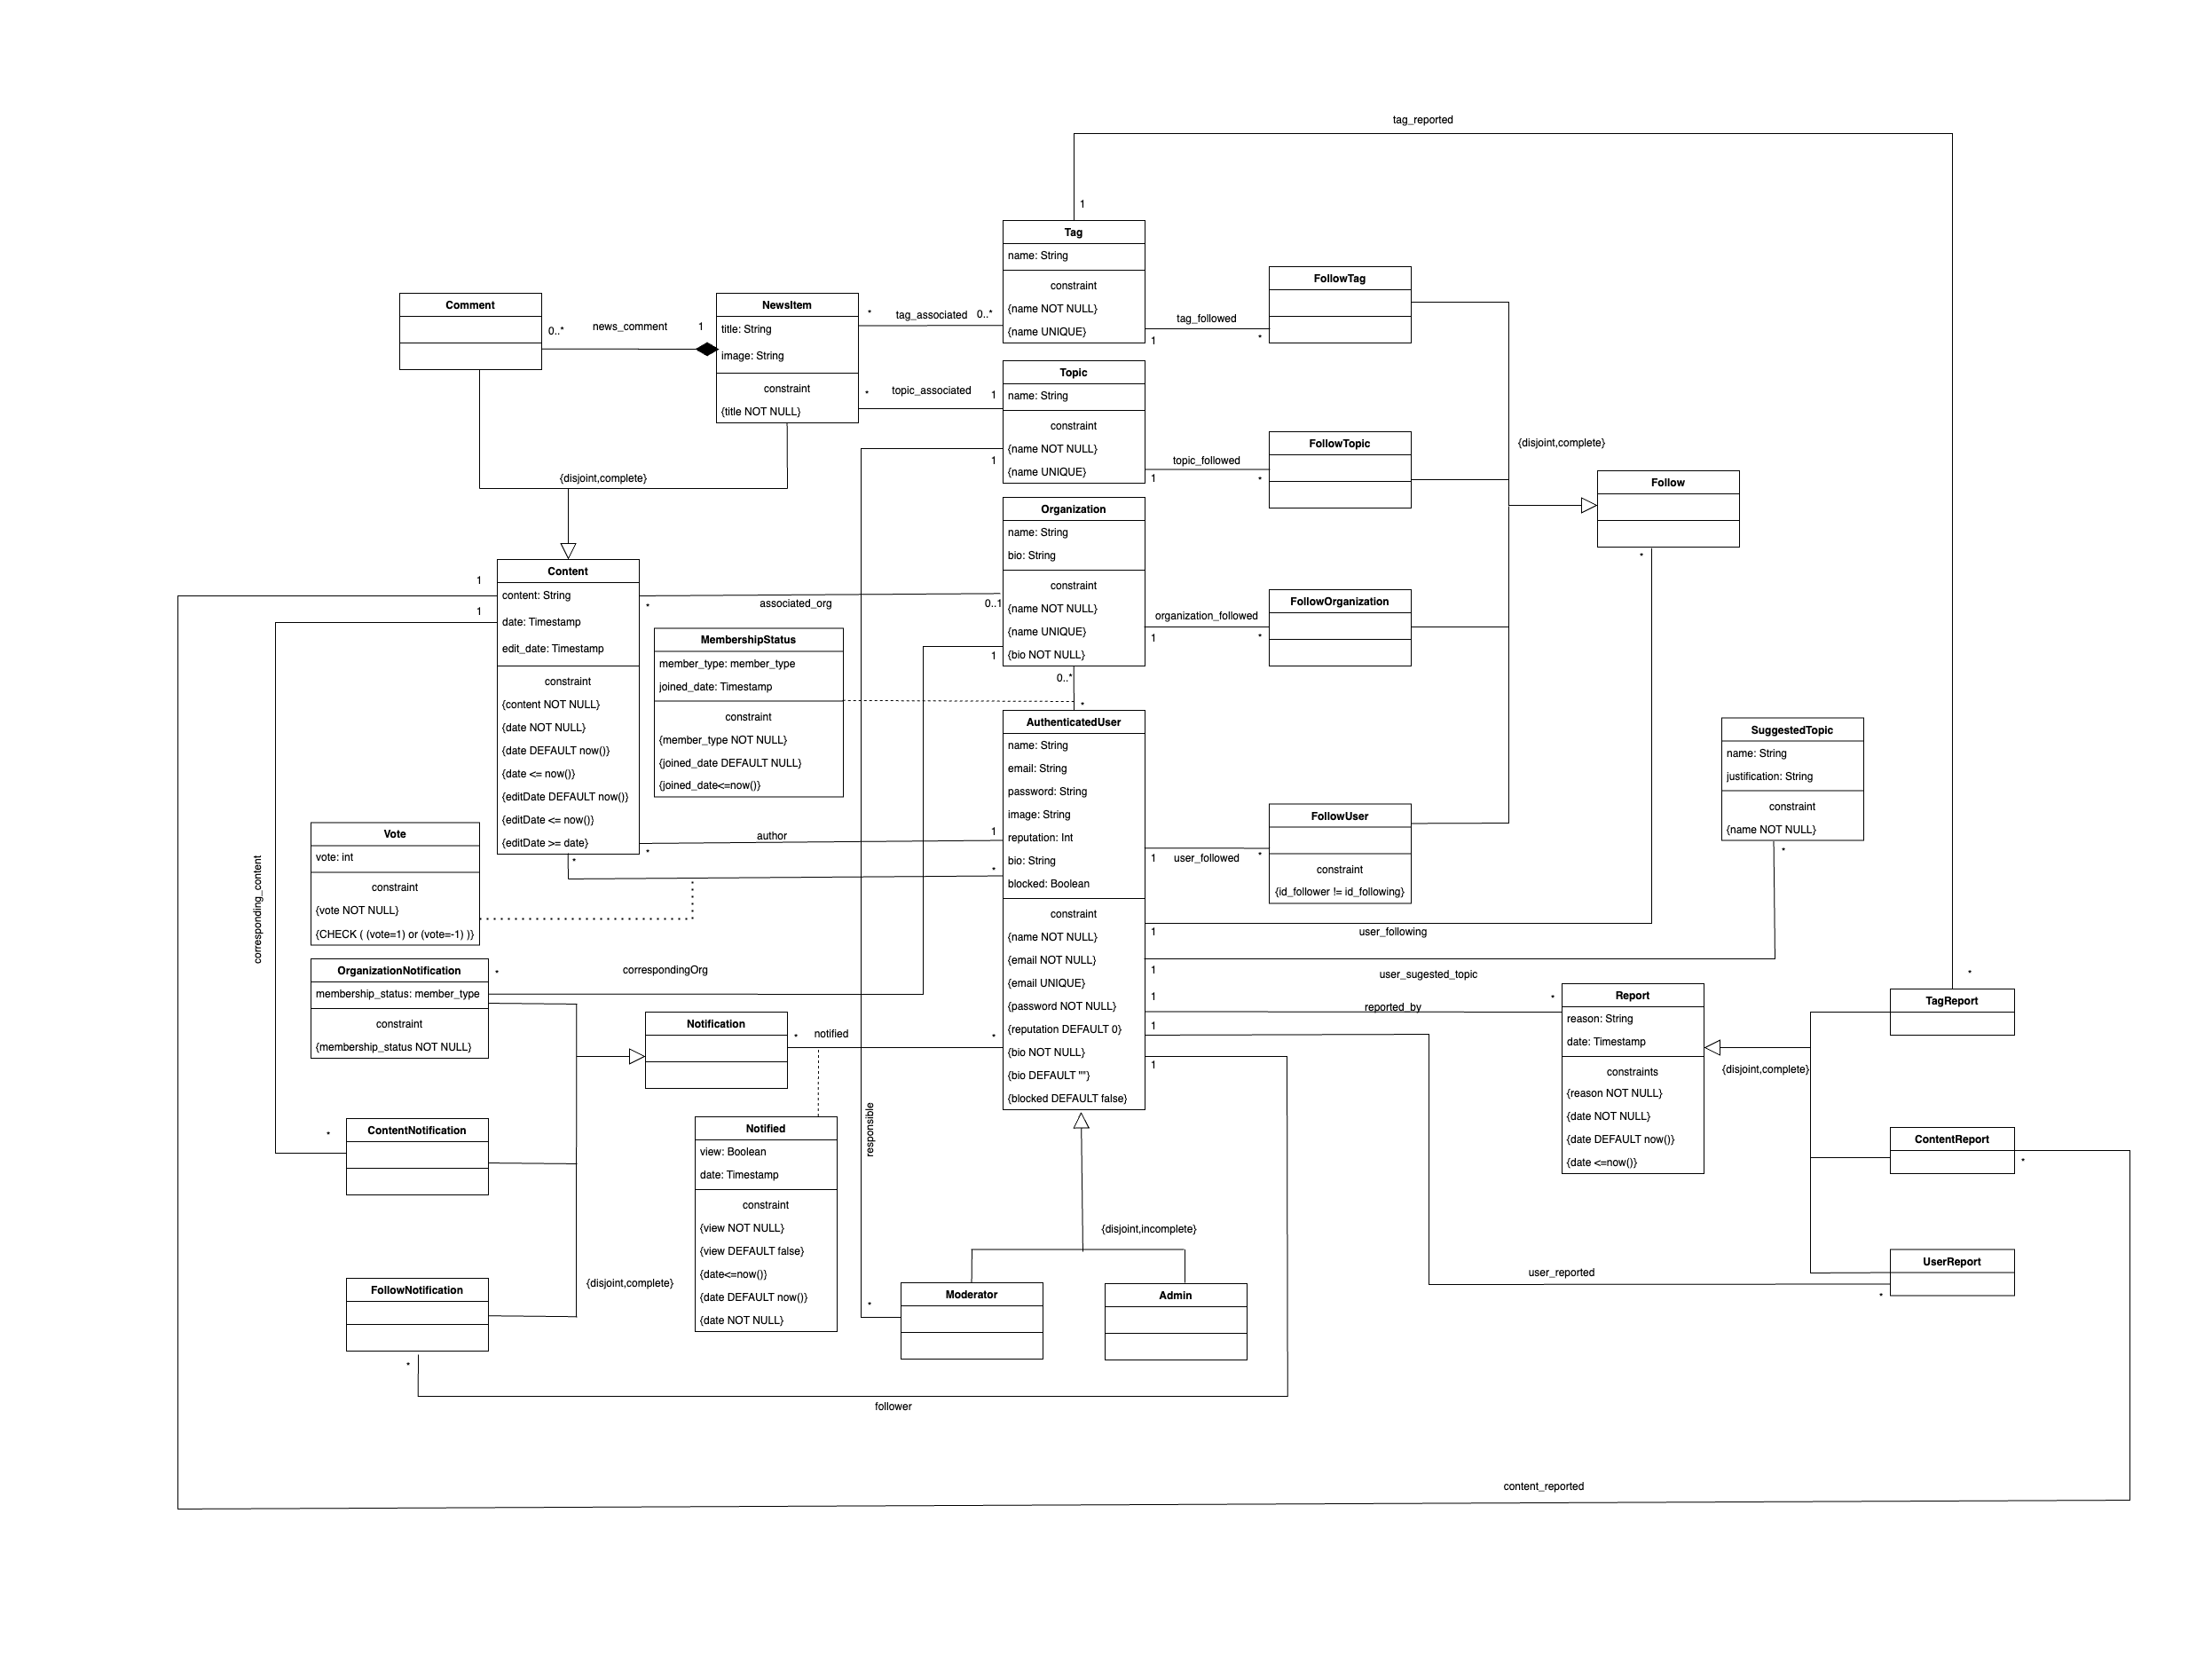 tag_reported
1
Tag
name: String
constraint
{name NOT NULL}
{name UNIQUE}
FollowTag
tag_followed
1
*
Comment
0..*
news_comment
1
NewsItem
title: String
image: String
constraint
{title NOT NULL}
*
tag_associated
0..*
*
topic_associated
1
Topic
name: String
constraint
{name NOT NULL}
{name UNIQUE}
1
FollowTopic
topic_followed
1
*
{disjoint,complete}
Follow
*
{disjoint,complete}
Organization
name: String
bio: String
constraint
{name NOT NULL}
{name UNIQUE}
{bio NOT NULL}
1
0..*
FollowOrganization
organization_followed
1
*
Content
content: String
date: Timestamp
edit_date: Timestamp
constraint
{content NOT NULL}
{date NOT NULL}
{date DEFAULT now()}
{date <= now()}
{editDate DEFAULT now()}
{editDate <= now()}
{editDate >= date}
1
1
*
associated_org
0..1
MembershipStatus
member_type: member_type
joined_date: Timestamp
constraint
{member_type NOT NULL}
{joined_date DEFAULT NULL}
{joined_date<=now()}
*
AuthenticatedUser
name: String
email: String
password: String
image: String
reputation: Int
bio: String
blocked: Boolean
constraint
{name NOT NULL}
{email NOT NULL}
{email UNIQUE}
{password NOT NULL}
{reputation DEFAULT 0}
{bio NOT NULL}
{bio DEFAULT ""}
{blocked DEFAULT false}
SuggestedTopic
name: String
justification: String
constraint
{name NOT NULL}
*
FollowUser
constraint
{id_follower != id_following}
1
user_followed
*
author
1
*
*
*
Vote
vote: int
constraint
{vote NOT NULL}
{CHECK ( (vote=1) or (vote=-1) )}
corresponding_content
1
user_following
1
user_sugested_topic
OrganizationNotification
membership_status: member_type
constraint
{membership_status NOT NULL}
*
correspondingOrg
Notification
*
notified
*
1
reported_by
*
1
1
Report
reason: String
date: Timestamp
constraints
{reason NOT NULL}
{date NOT NULL}
{date DEFAULT now()}
{date <=now()}
{disjoint,complete}
*
TagReport
ContentReport
*
UserReport
*
user_reported
ContentNotification
*
Notified
view: Boolean
date: Timestamp
constraint
{view NOT NULL}
{view DEFAULT false}
{date<=now()}
{date DEFAULT now()}
{date NOT NULL}
responsible
{disjoint,incomplete}
{disjoint,complete}
FollowNotification
*
*
Moderator
Admin
follower
content_reported